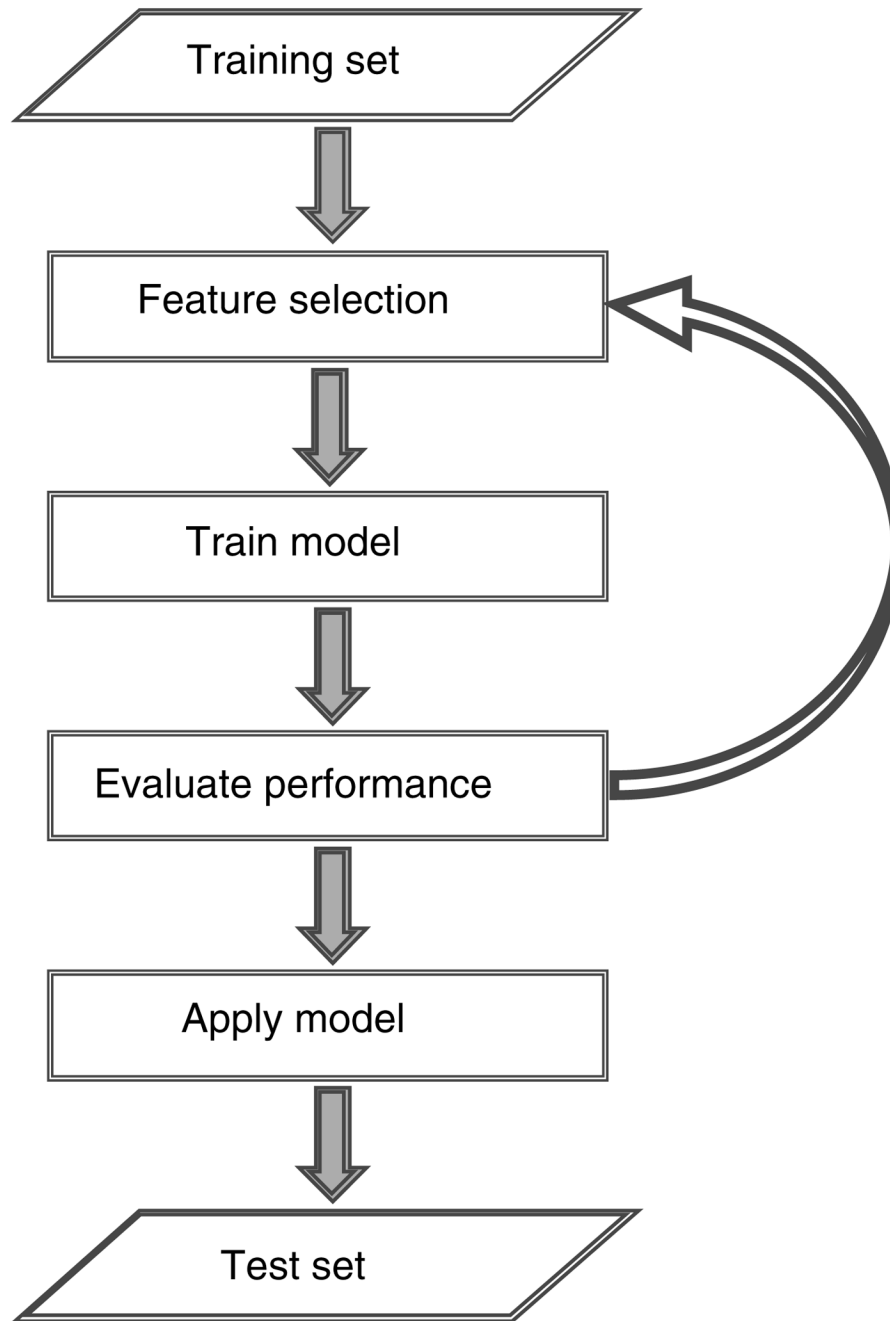 Training set
Feature selection
Train model
Evaluate performance
Apply model
Test set